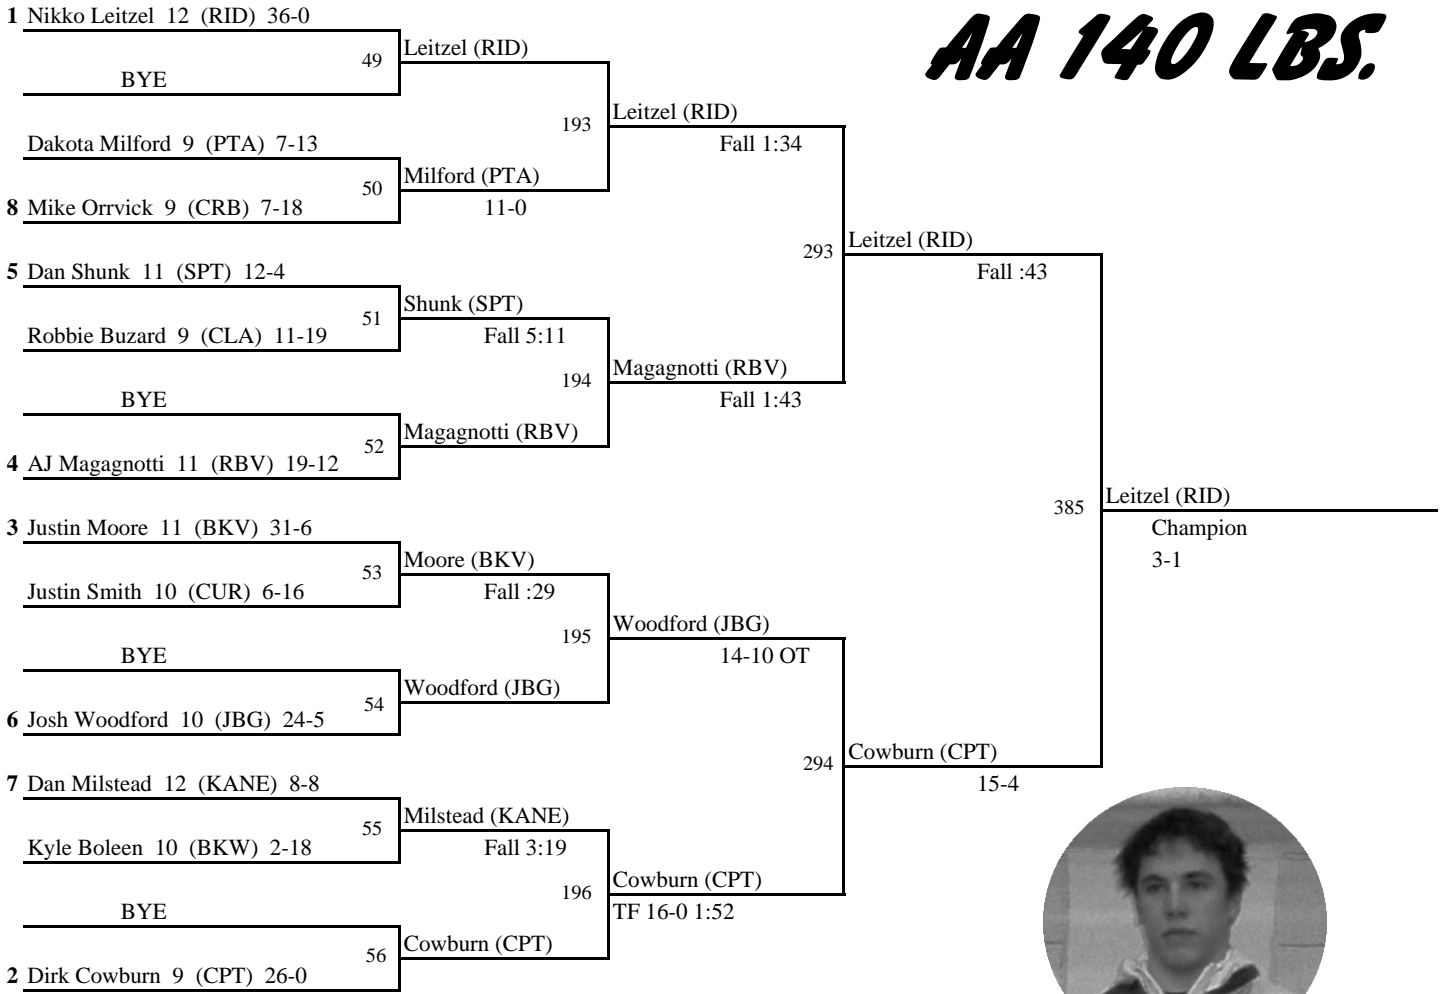 AA 140 LBS.
1 Nikko Leitzel 12 (RID) 36-0
49
Leitzel (RID)
BYE
193
Leitzel (RID)
Fall 1:34
Dakota Milford 9 (PTA) 7-13
50
Milford (PTA)
11-0
8 Mike Orrvick 9 (CRB) 7-18
293
Leitzel (RID)
Fall :43
5 Dan Shunk 11 (SPT) 12-4
51
Shunk (SPT)
Fall 5:11
Robbie Buzard 9 (CLA) 11-19
194
Magagnotti (RBV)
Fall 1:43
BYE
52
Magagnotti (RBV)
4 AJ Magagnotti 11 (RBV) 19-12
385
Leitzel (RID)
Champion
3-1
3 Justin Moore 11 (BKV) 31-6
53
Moore (BKV)
Fall :29
Justin Smith 10 (CUR) 6-16
195
Woodford (JBG)
14-10 OT
BYE
54
Woodford (JBG)
6 Josh Woodford 10 (JBG) 24-5
294
Cowburn (CPT)
15-4
7 Dan Milstead 12 (KANE) 8-8
55
Milstead (KANE)
Fall 3:19
Kyle Boleen 10 (BKW) 2-18
196
Cowburn (CPT)
TF 16-0 1:52
BYE
56
Cowburn (CPT)
2 Dirk Cowburn 9 (CPT) 26-0